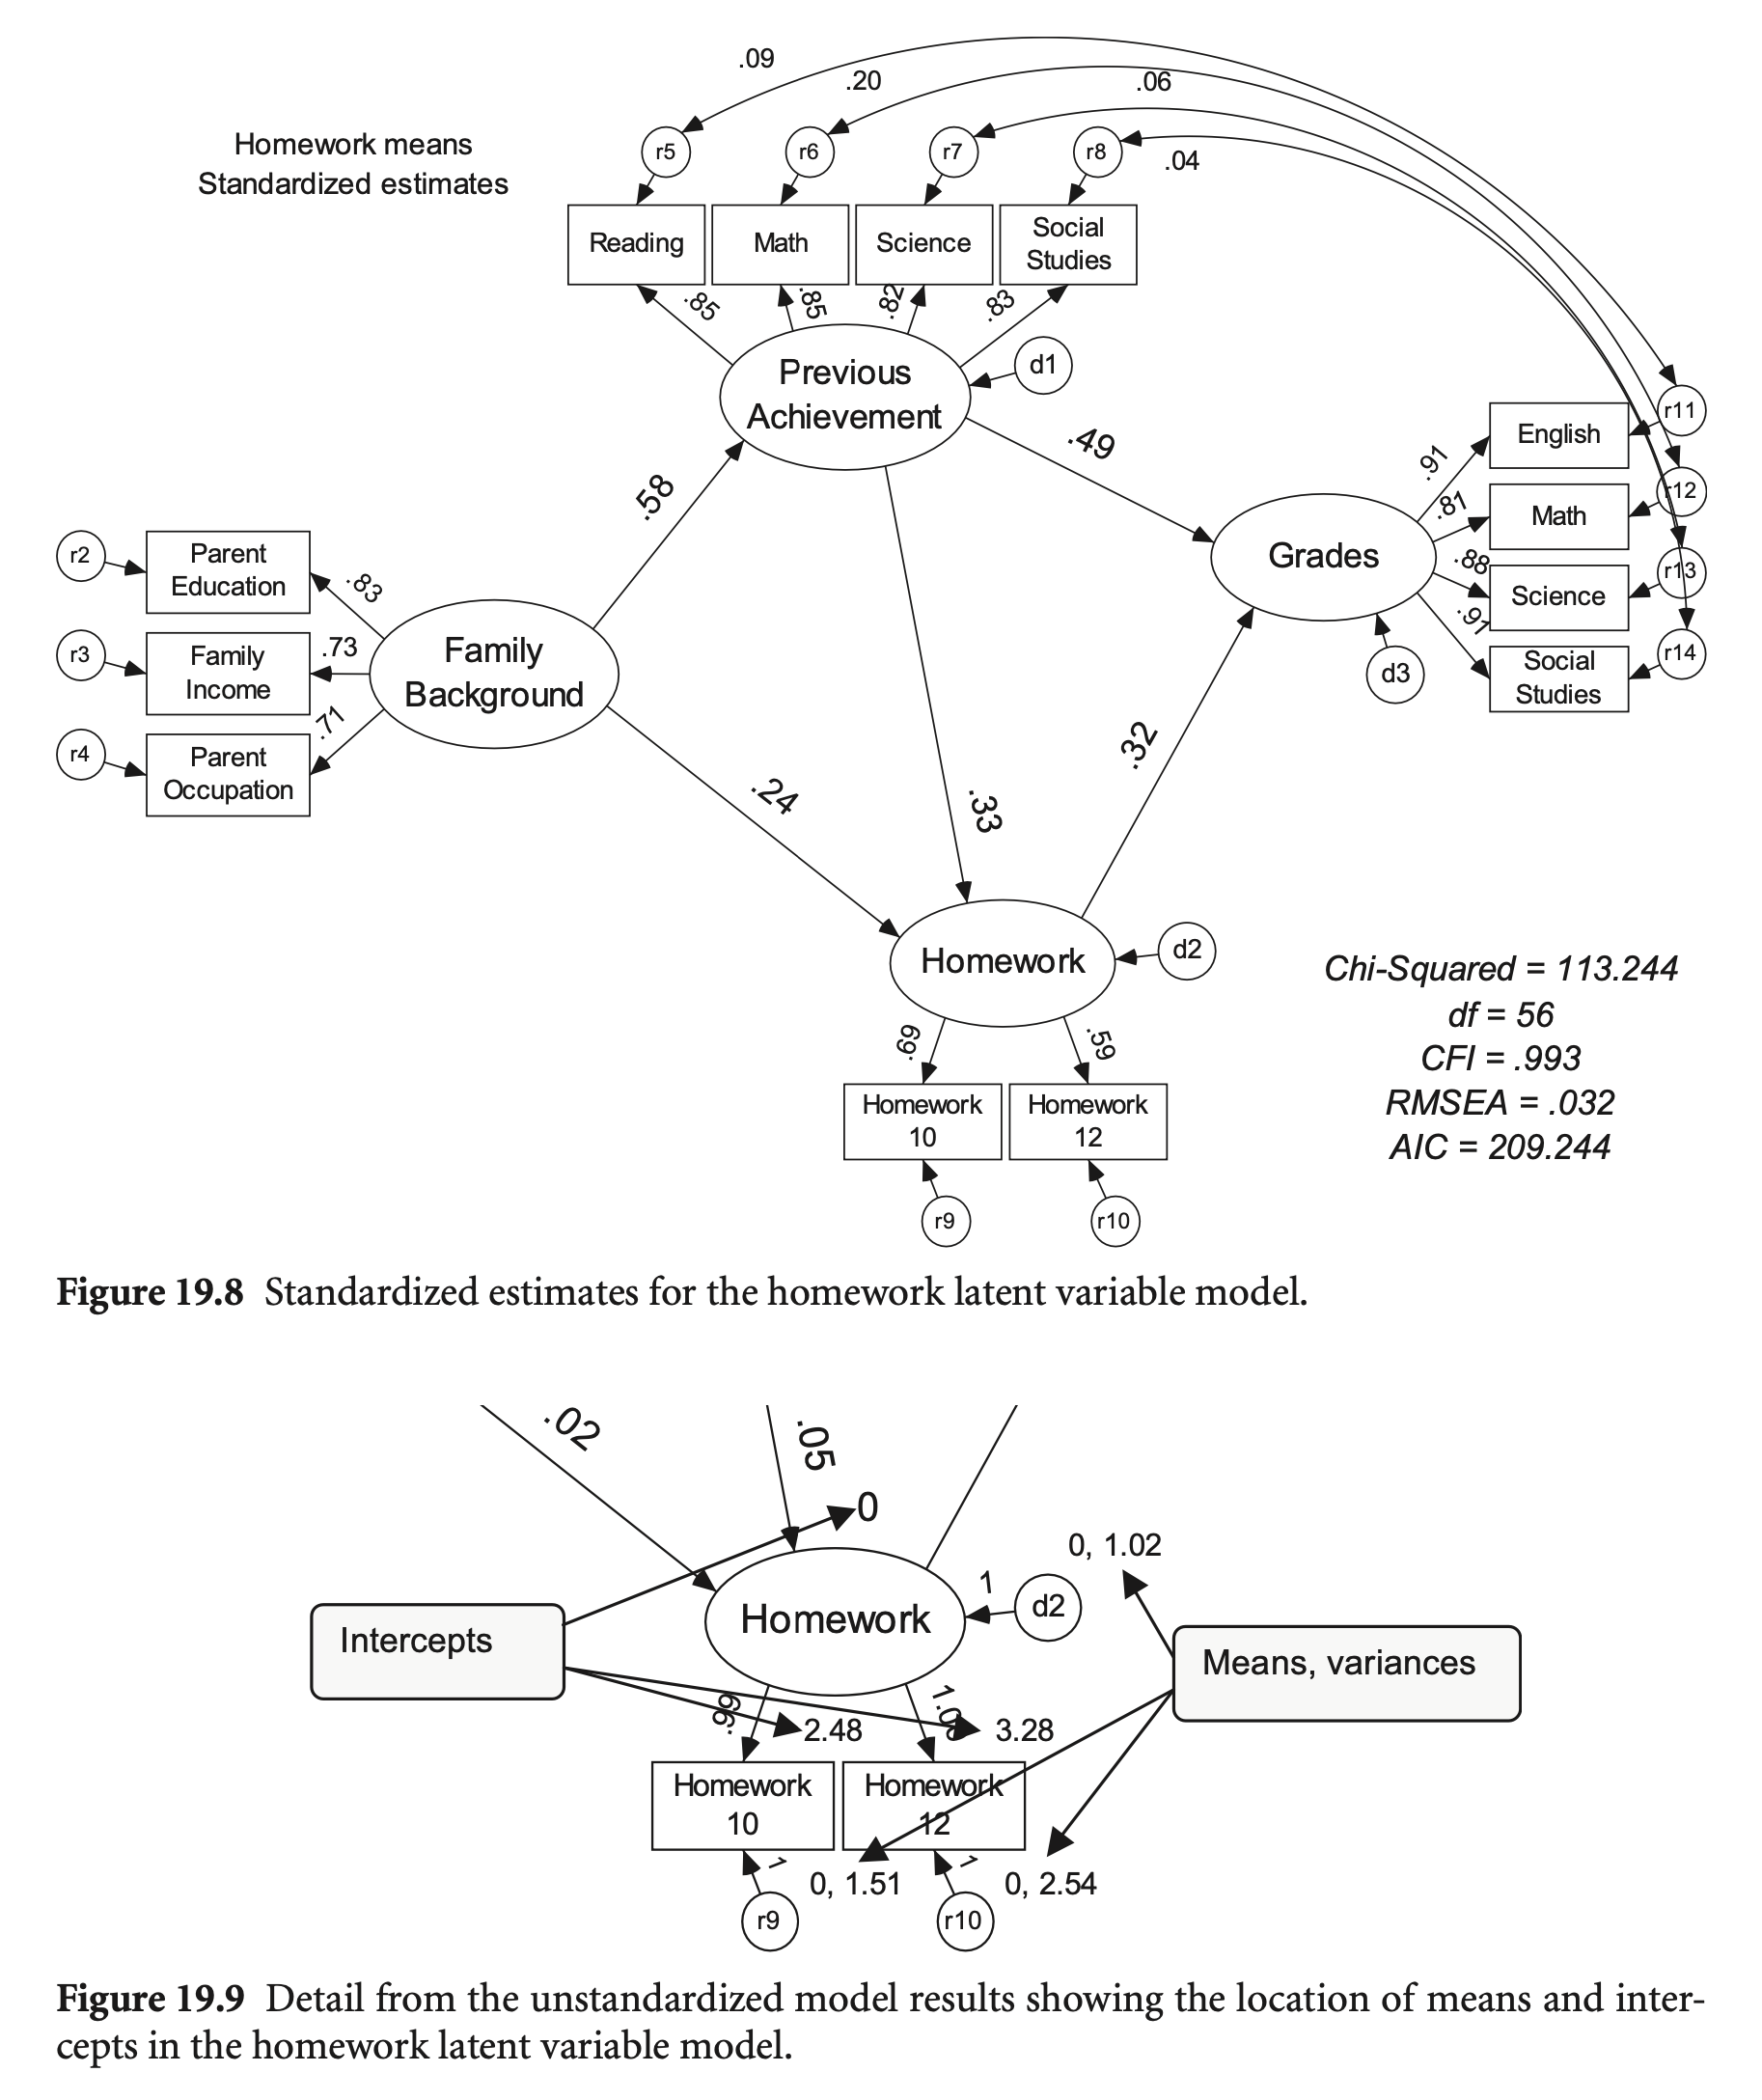 .09
.20
.06
Homework means
Standardized estimates
r5
r6
r7
r8
.04
Reading
Math
Science
Social
Studies
.85
.85
.82
.83
Previous
Achievement
d1
.49
r11
English
.91
r12
Math
.81
Grades
r13
Science
.88
r14
Social
Studies
.91
d3
.58
r2
Parent
Education
.83
r3
Family
Income
.73
r4
Parent
Occupation
.71
Family
Background
.24
.33
.32
Homework
d2
.69
.59
Homework
10
Homework
12
r9
r10
Chi-Squared = 113.244
df = 56
CFI = .993
RMSEA = .032
AIC = 209.244
Figure 19.8 Standardized estimates for the homework latent variable model.
.02
.05
0
0, 1.02
Intercepts
Homework
1
d2
Means, variances
.99
2.48
3.28
Homework
10
Homework
12
1
0, 1.51
1
0, 2.54
r9
r10
Figure 19.9 Detail from the unstandardized model results showing the location of means and inter-
cepts in the homework latent variable model.